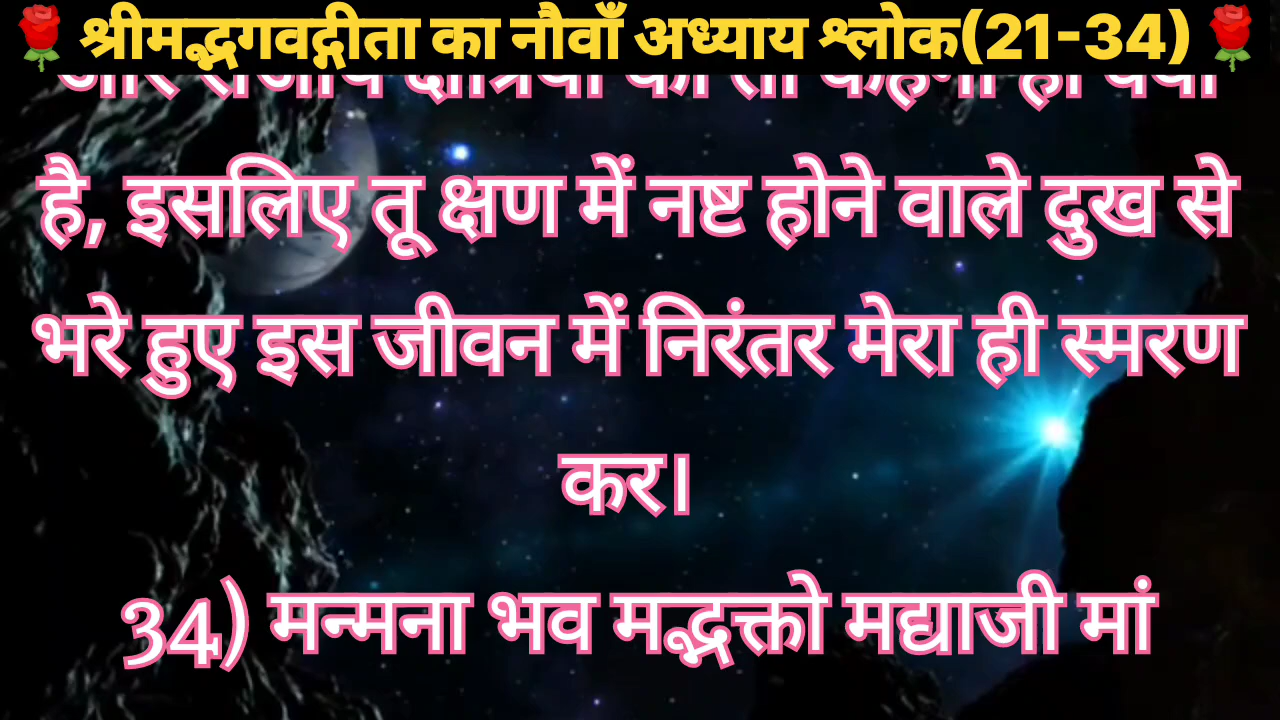 🌹 श्रीमद्भगवद्गीता का नौवाँ अध्याय श्लोक(21-34) 🌹
है, इसलिए तू क्षण में नष्ट होने वाले दुख से
भरे हुए इस जीवन में निरंतर मेरा ही स्मरण
कर।
34) मन्मना भव मद्भक्तो मद्याजी मां